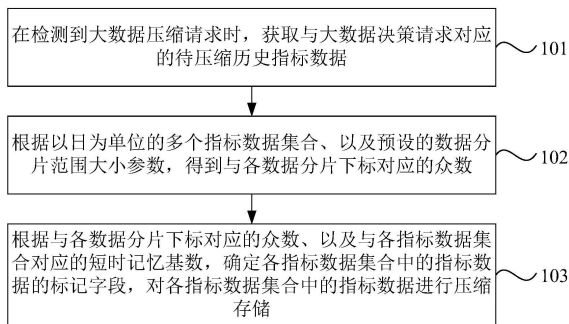 在检测到大数据压缩请求时，获取与大数据决策请求对应
的待压缩历史指标数据
101
根据以日为单位的多个指标数据集合、以及预设的数据分
片范围大小参数，得到与各数据分片下标对应的众数
102
根据与各数据分片下标对应的众数、以及与各指标数据集
合对应的短时记忆基数，确定各指标数据集合中的指标数
据的标记字段，对各指标数据集合中的指标数据进行压缩
存储
103